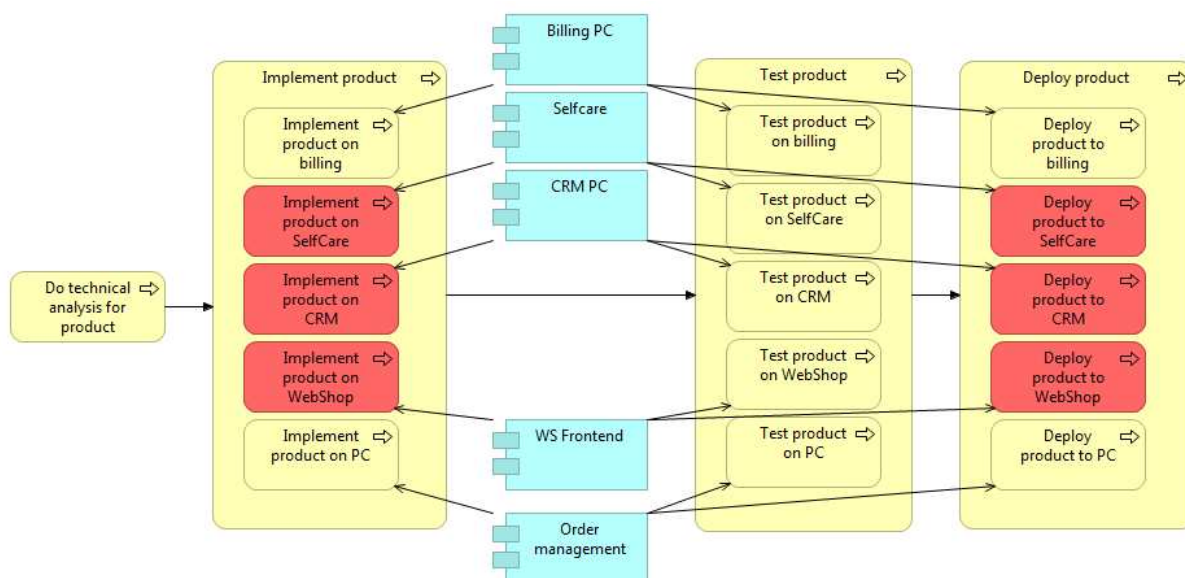 Billing PC
Implement product
Test product
Deploy product
Implement
product on
billing
Selfcare
Test product
on billing
Deploy
product to
billing
Implement
product on
SelfCare
CRM PC
Test product
on SelfCare
Deploy
product to
SelfCare
Do technical
analysis for
product
Implement
product on
CRM
Test product
on CRM
Deploy
product to
CRM
Implement
product on
WebShop
Test product
on WebShop
Deploy
product to
WebShop
Implement
product on PC
WS Frontend
Test product
on PC
Deploy
product to PC
Order
management